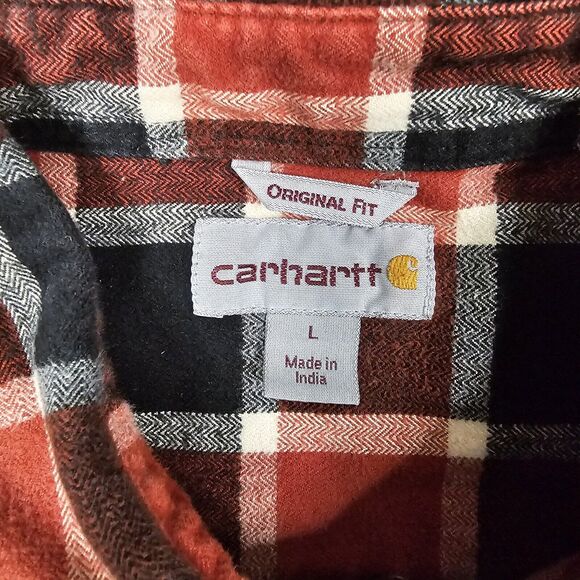 ORIGINAL FIT
carhartt
L
Made in
India